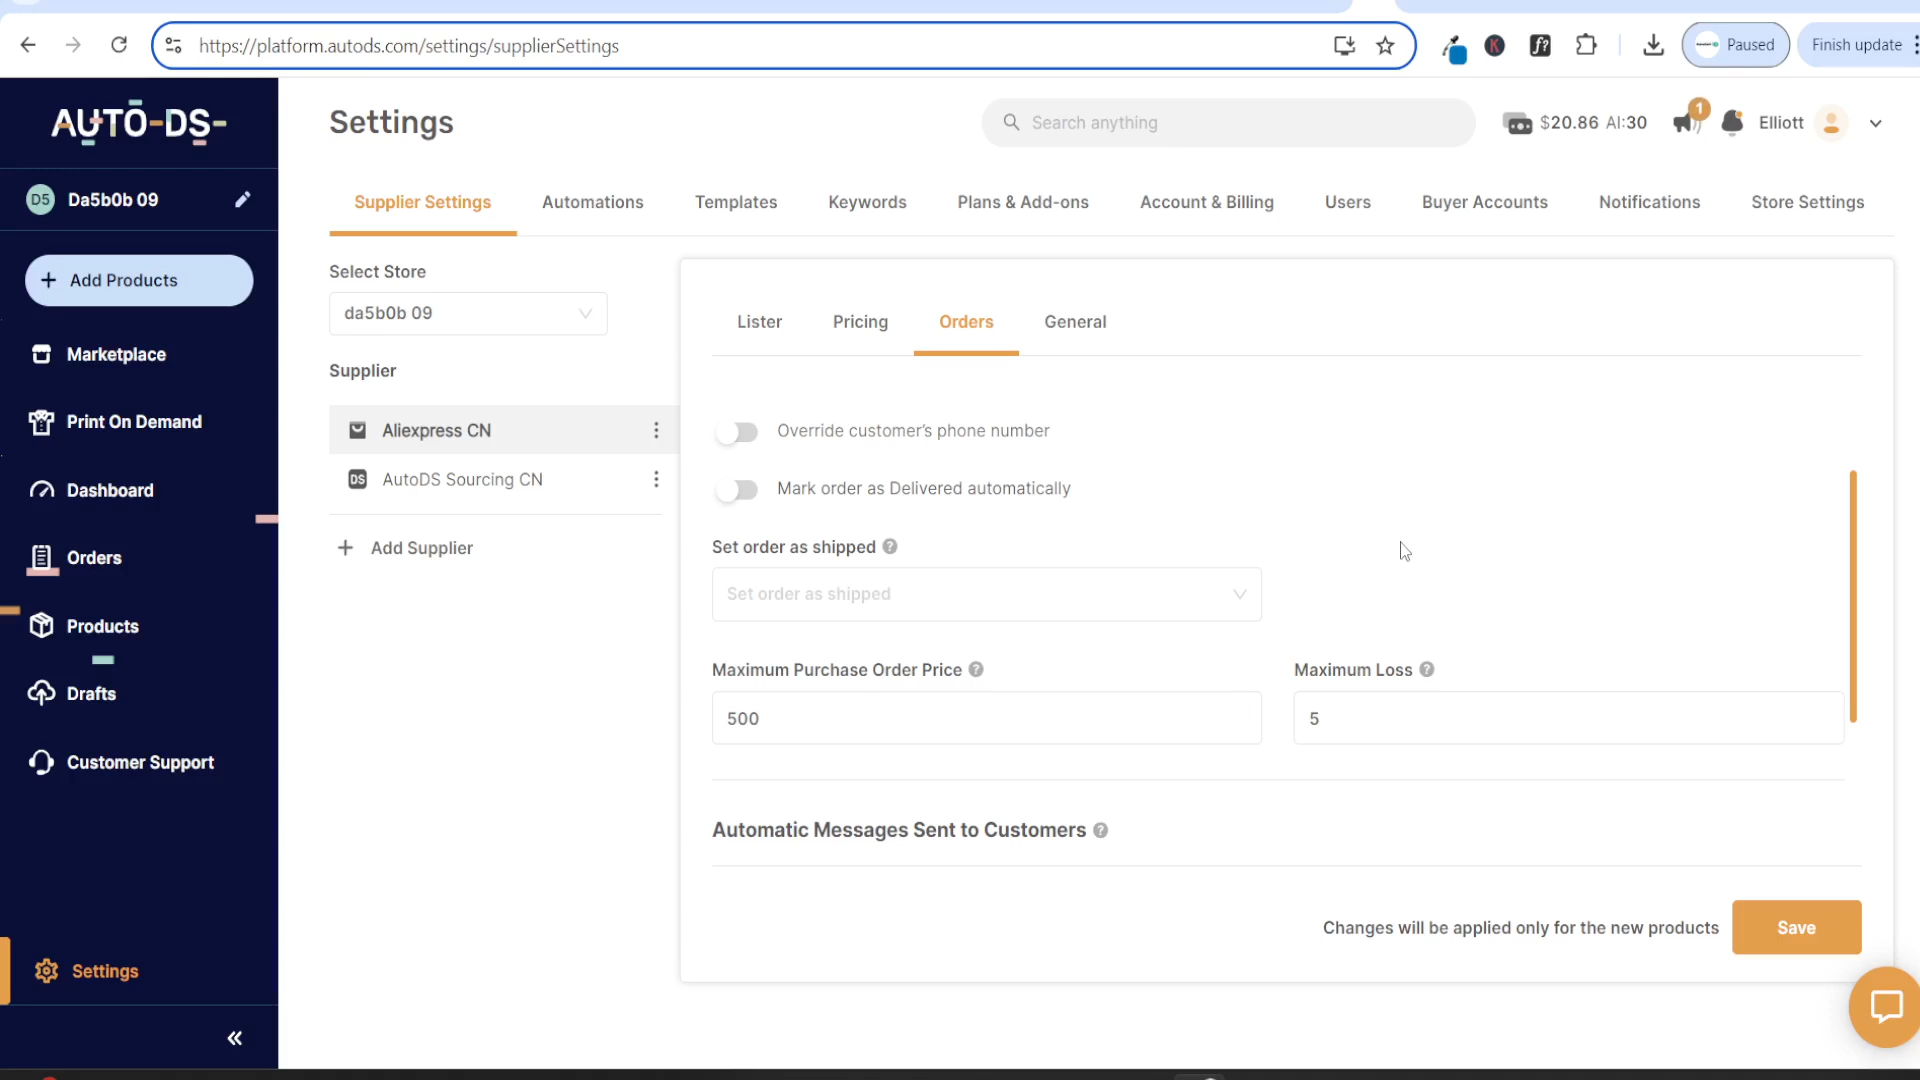 https://platform.autods.com/settings/supplierSettings
Paused
Finish update
AUTO-DS-
Settings
Search anything
$20.86 AI:30
1
Elliott
D5 Da5b0b 09
Supplier Settings Automations Templates Keywords Plans & Add-ons Account & Billing Users Buyer Accounts Notifications Store Settings
Add Products
Marketplace
Print On Demand
Dashboard
Orders
Products
Drafts
Customer Support
Settings
Select Store
da5b0b 09
Supplier
Aliexpress CN
DS AutoDS Sourcing CN
Add Supplier
Lister Pricing Orders General
Override customer's phone number
Mark order as Delivered automatically
Set order as shipped
Set order as shipped
Maximum Purchase Order Price Maximum Loss
500 5
Automatic Messages Sent to Customers
Changes will be applied only for the new products Save